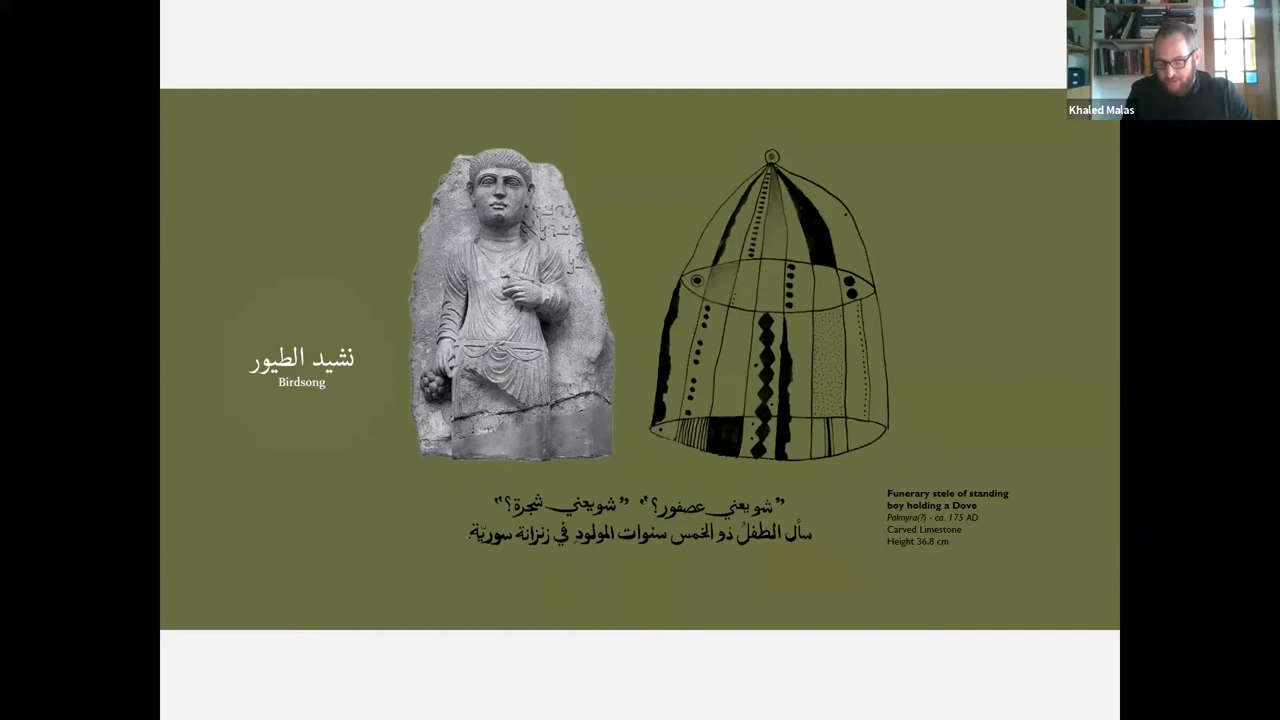 Khaled Malas
نشيد الطيور
Birdsong
”شو يعني عصفور؟“ ”شو يعني شجرة؟“
سأل الطفلُ ذو الخمس سنوات المولودِ في زنزانة سوريّة.
Funerary stele of standing
boy holding a Dove
Palmyra(?) - ca. 175 AD
Carved Limestone
Height 36.8 cm